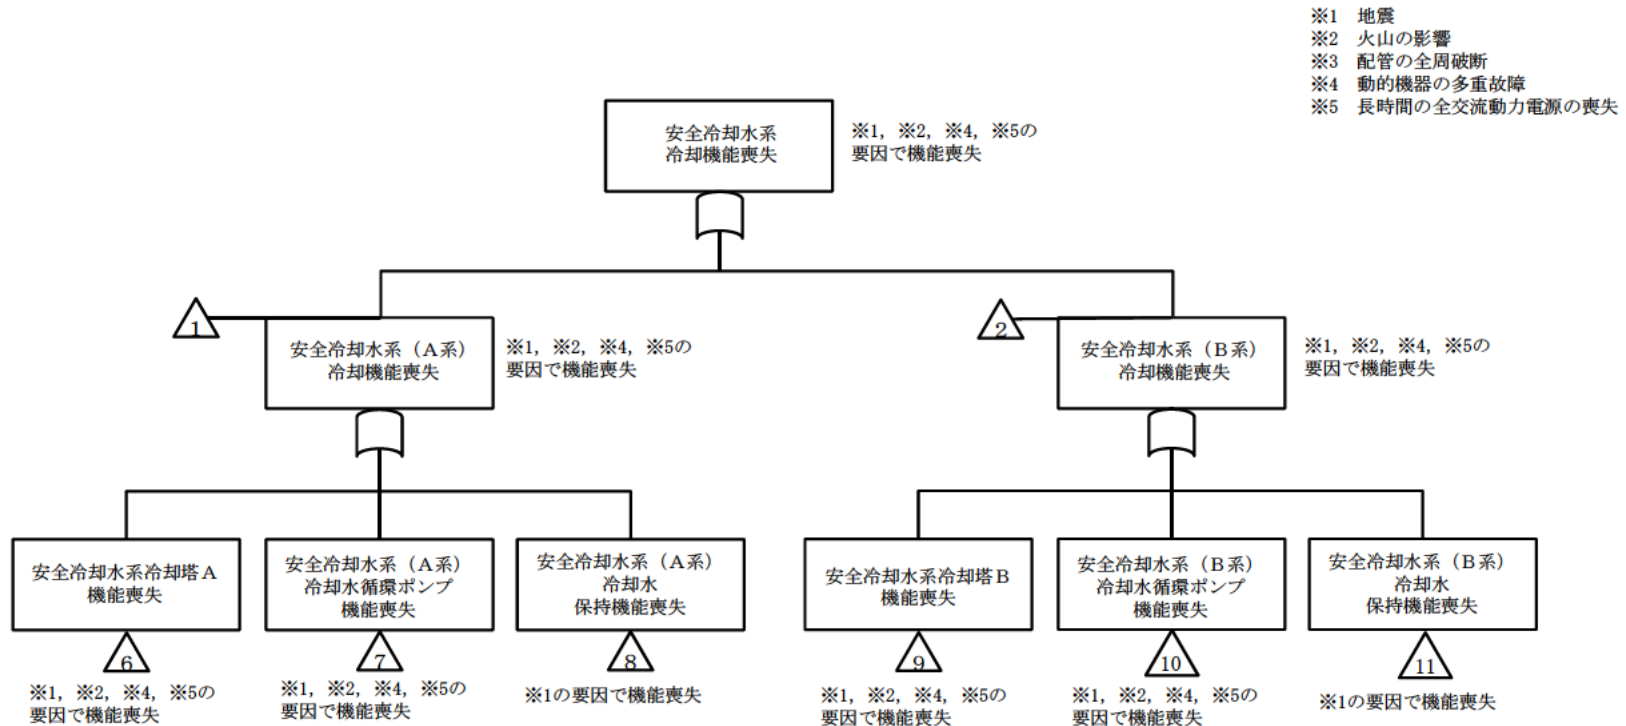 ※1　地震
※2　火山の影響
※3　配管の全周破断
※4　動的機器の多重故障
※5　長時間の全交流動力電源の喪失
安全冷却水系
冷却機能喪失
※1, ※2, ※4, ※5の
要因で機能喪失
1
安全冷却水系（A系）
冷却機能喪失
※1, ※2, ※4, ※5の
要因で機能喪失
2
安全冷却水系（B系）
冷却機能喪失
※1, ※2, ※4, ※5の
要因で機能喪失
安全冷却水系冷却塔A
機能喪失
6
※1, ※2, ※4, ※5の
要因で機能喪失
安全冷却水系（A系）
冷却水循環ポンプ
機能喪失
7
※1, ※2, ※4, ※5の
要因で機能喪失
安全冷却水系（A系）
冷却水
保持機能喪失
8
※1の要因で機能喪失
安全冷却水系冷却塔B
機能喪失
9
※1, ※2, ※4, ※5の
要因で機能喪失
安全冷却水系（B系）
冷却水循環ポンプ
機能喪失
10
※1, ※2, ※4, ※5の
要因で機能喪失
安全冷却水系（B系）
冷却水
保持機能喪失
11
※1の要因で機能喪失